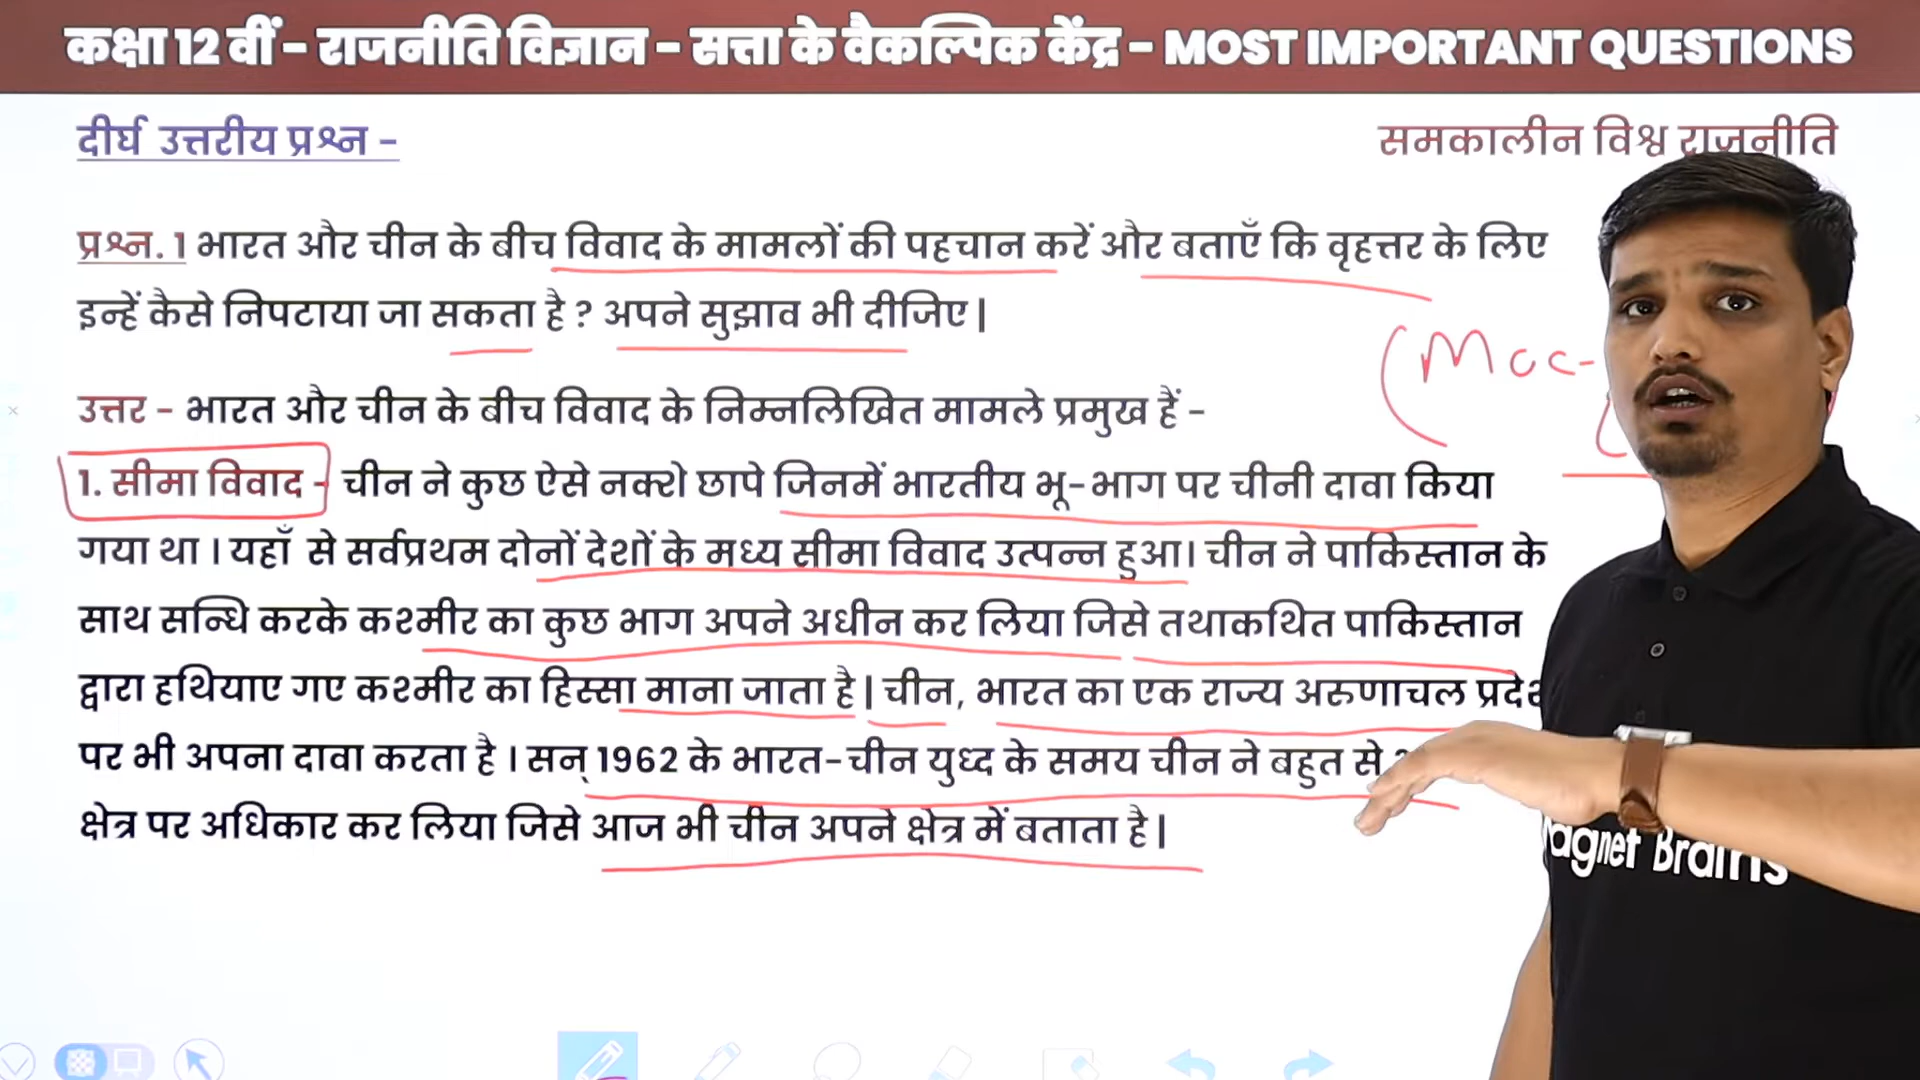 कक्षा 12 वीं - राजनीति विज्ञान - सत्ता के वैकल्पिक केंद्र - MOST IMPORTANT QUESTIONS
दीर्घ उत्तरीय प्रश्न -
समकालीन विश्व राजनीति
प्रश्न. 1 भारत और चीन के बीच विवाद के मामलों की पहचान करें और बताएँ कि वृहत्तर के लिए
इन्हें कैसे निपटाया जा सकता है ? अपने सुझाव भी दीजिए |
उत्तर - भारत और चीन के बीच विवाद के निम्नलिखित मामले प्रमुख हैं -
1. सीमा विवाद - चीन ने कुछ ऐसे नक्शे छापे जिनमें भारतीय भू-भाग पर चीनी दावा किया
गया था । यहाँ से सर्वप्रथम दोनों देशों के मध्य सीमा विवाद उत्पन्न हुआ। चीन ने पाकिस्तान के
साथ सन्धि करके कश्मीर का कुछ भाग अपने अधीन कर लिया जिसे तथाकथित पाकिस्तान
द्वारा हथियाए गए कश्मीर का हिस्सा माना जाता है | चीन, भारत का एक राज्य अरुणाचल
पर भी अपना दावा करता है । सन् 1962 के भारत-चीन युध्द के समय चीन ने बहुत से
क्षेत्र पर अधिकार कर लिया जिसे आज भी चीन अपने क्षेत्र में बताता है |
agnet Brains